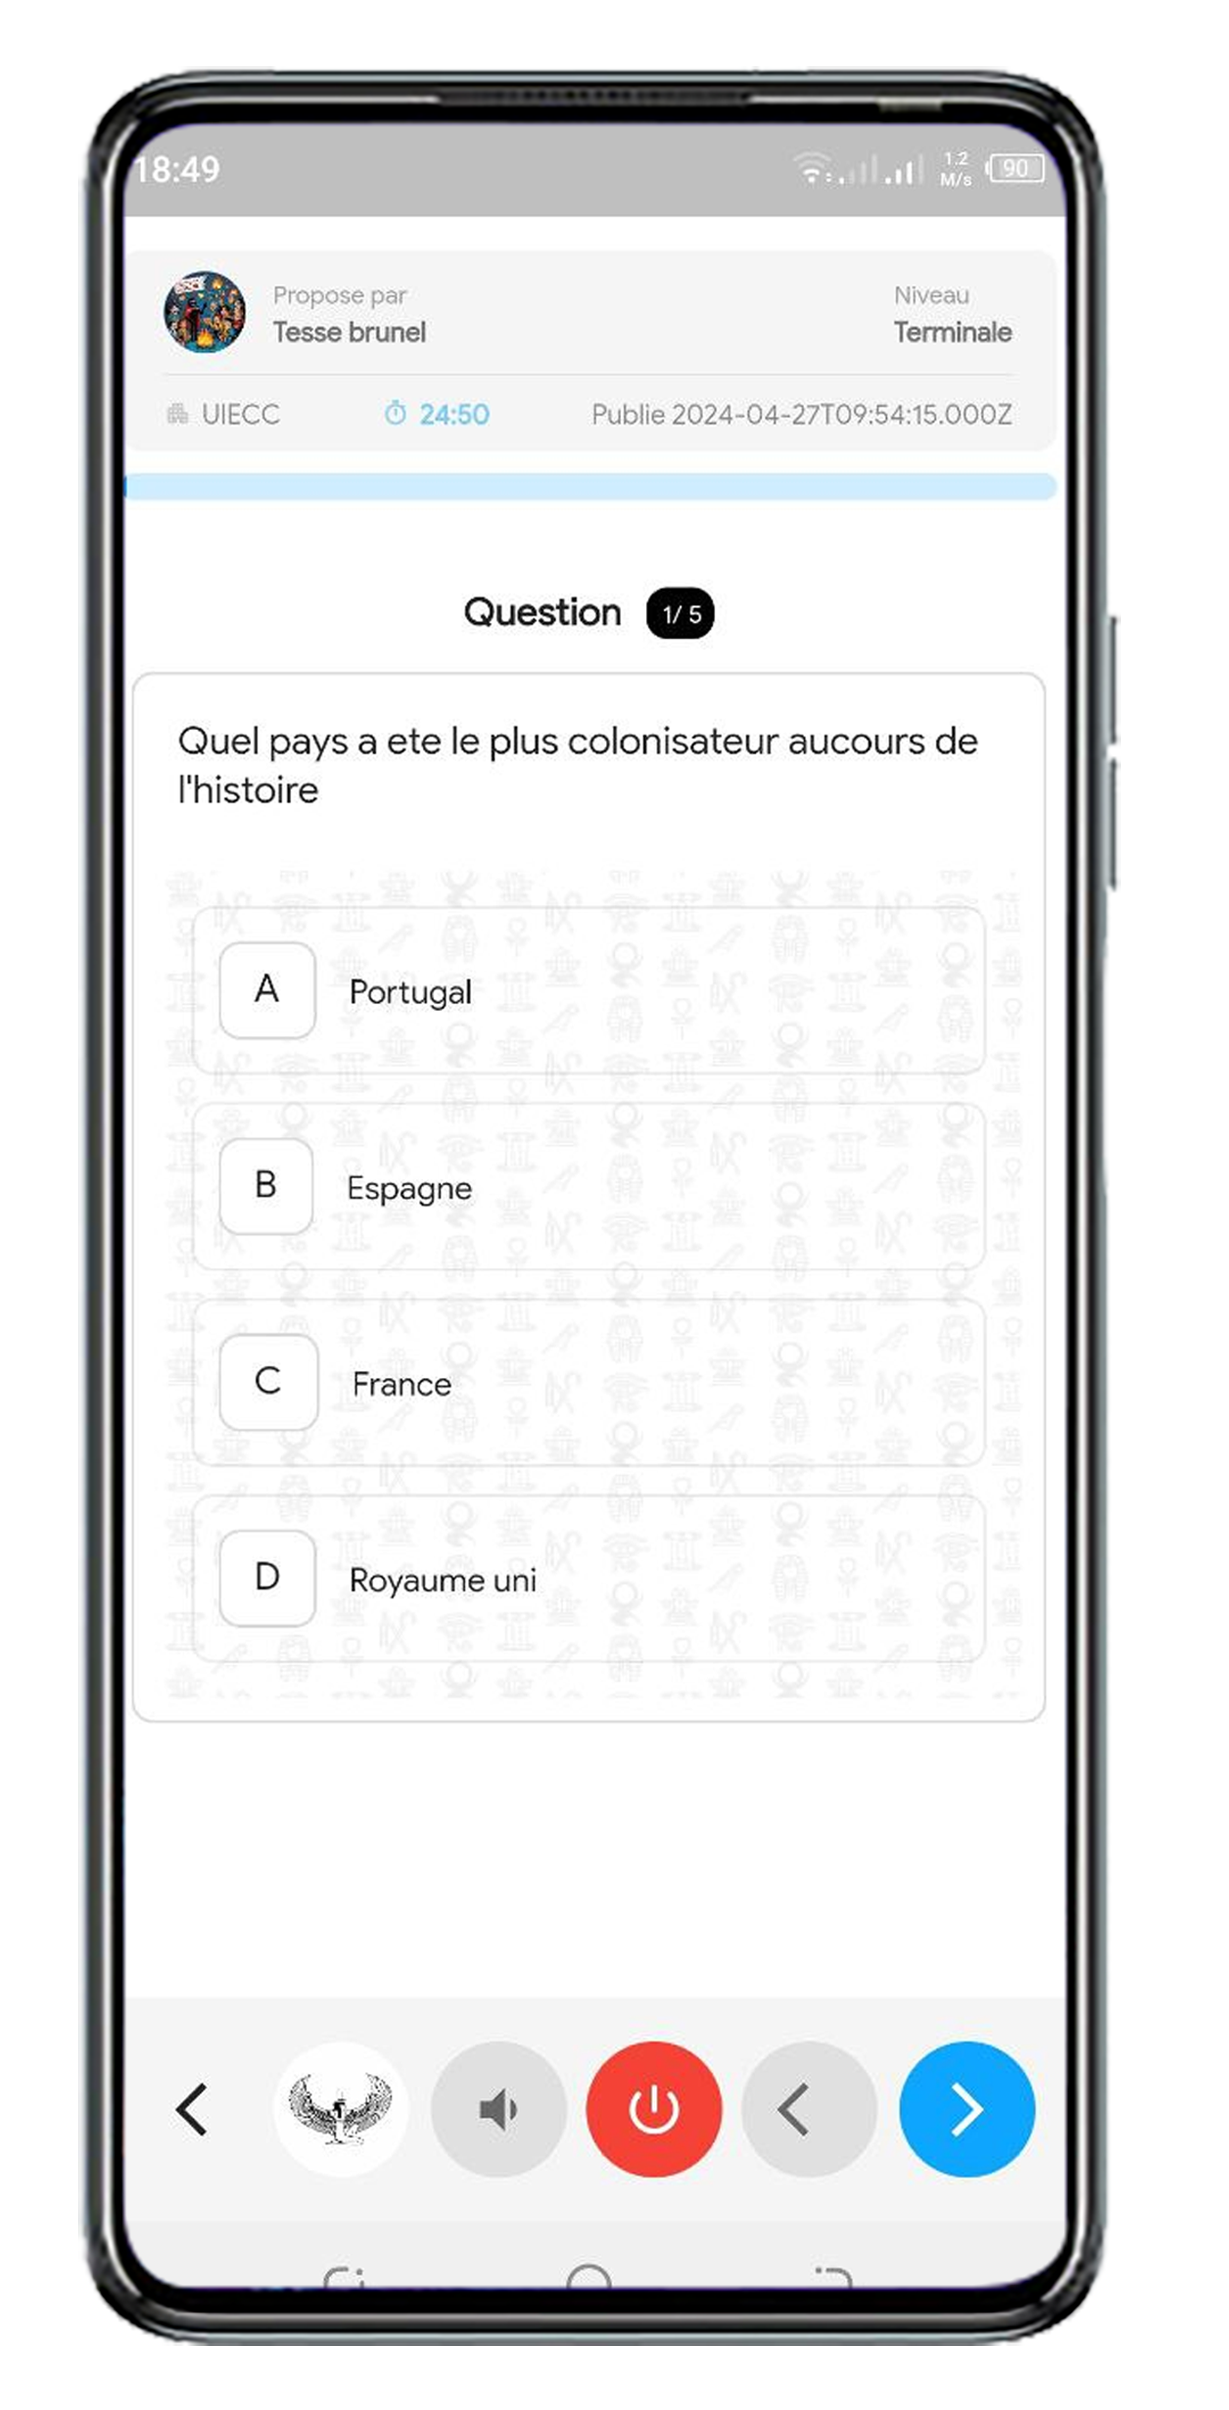 18:49
1.2
M/s
90
Propose par
Niveau
Tesse brunel
Terminale
UIECC
24:50
Publie 2024-04-27T09:54:15.000Z
Question
1/ 5
Quel pays a ete le plus colonisateur aucours de
l'histoire
A
Portugal
B
Espagne
C
France
D
Royaume uni